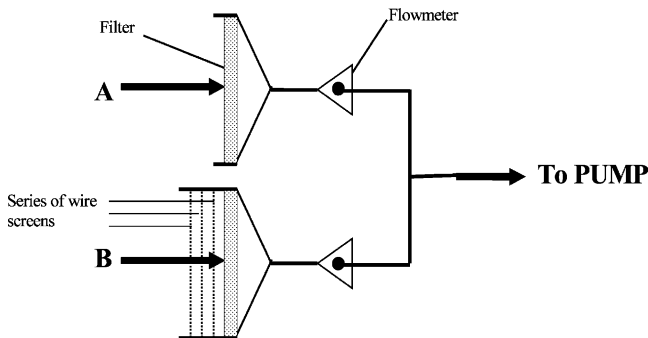 Filter
Flowmeter
A
To PUMP
Series of wire
screens
B